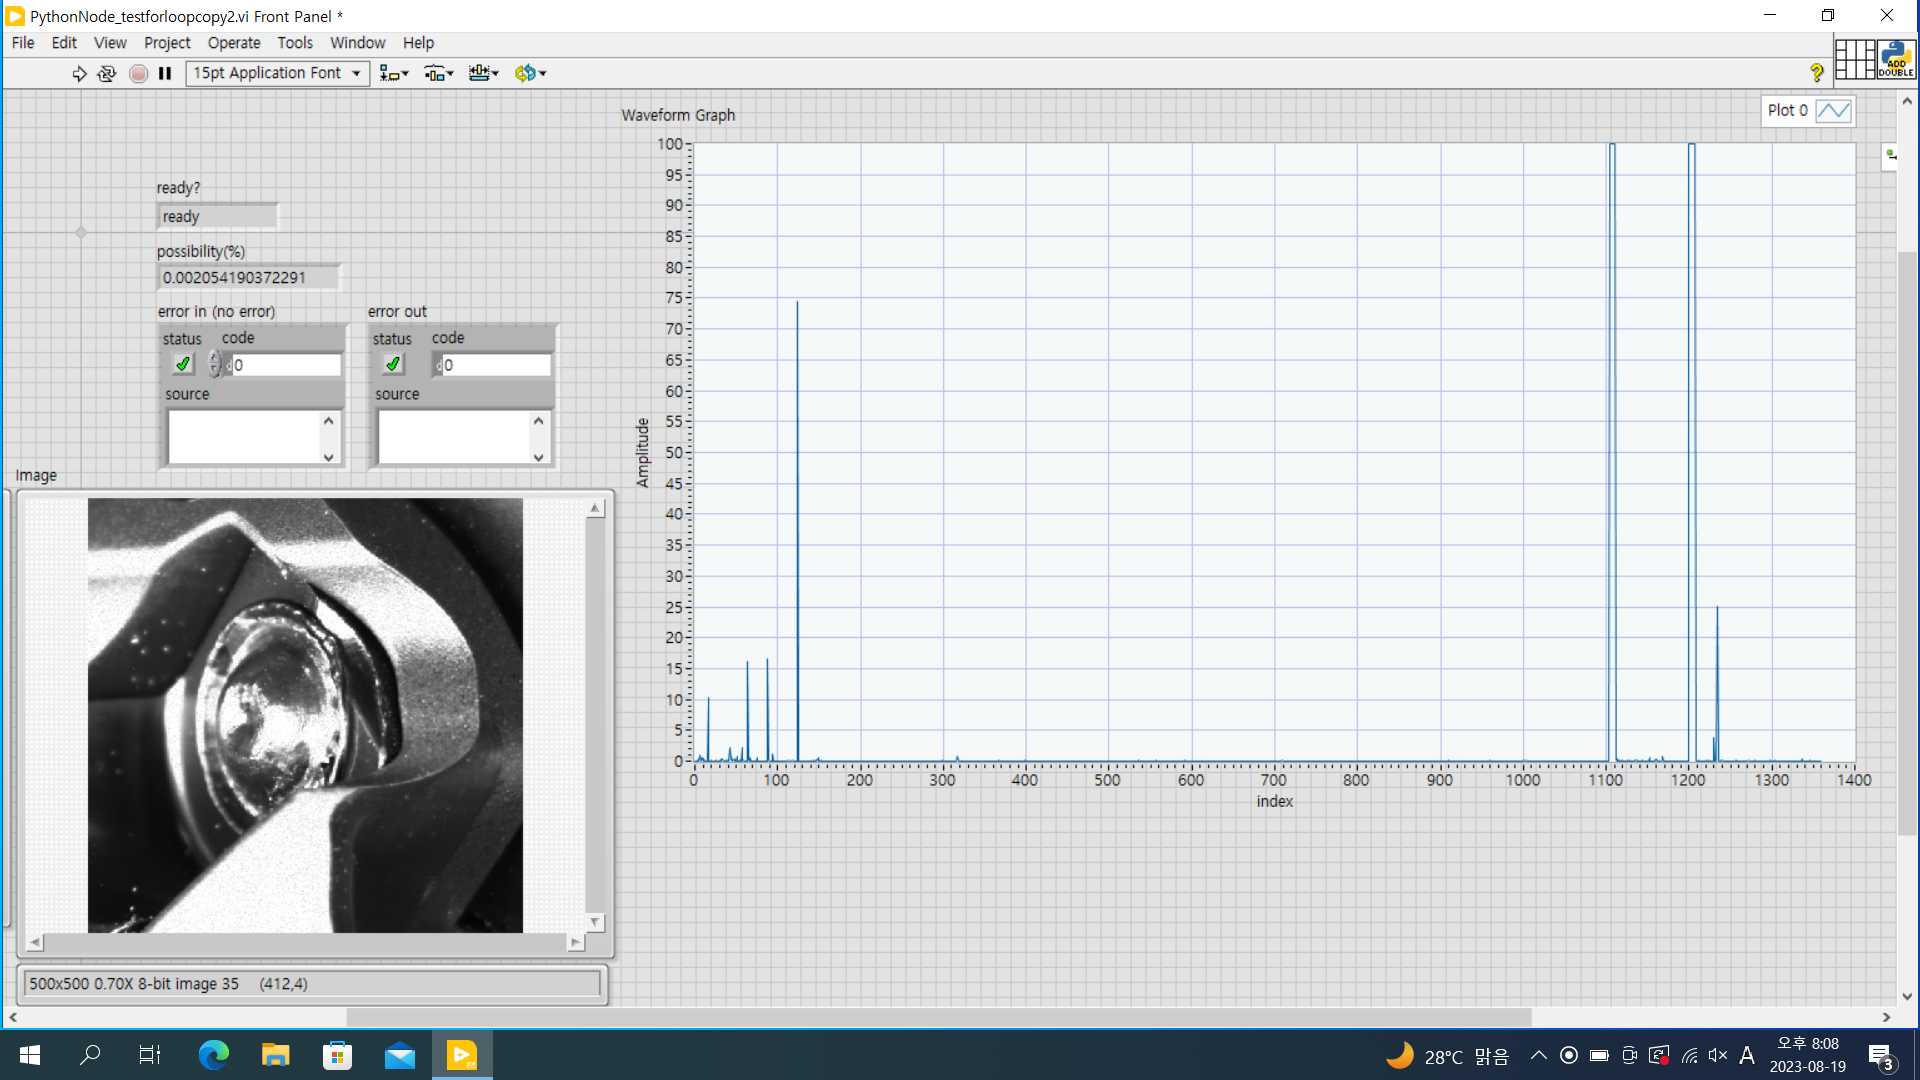 PythonNode_testforloopcopy2.vi Front Panel *
File Edit View Project Operate Tools Window Help
15pt Application Font
?
ADD
DOUBLE
Waveform Graph
Plot 0
ready?
ready
possibility(%)
0.002054190372291
error in (no error)
status code
d 0
source
error out
status code
d 0
source
Image
500x500 0.70X 8-bit image 35 (412,4)
Amplitude
100
95
90
85
80
75
70
65
60
55
50
45
40
35
30
25
20
15
10
5
0
0 100 200 300 400 500 600 700 800 900 1000 1100 1200 1300 1400
index
28°C 맑음
A
오후 8:08
2023-08-19
3